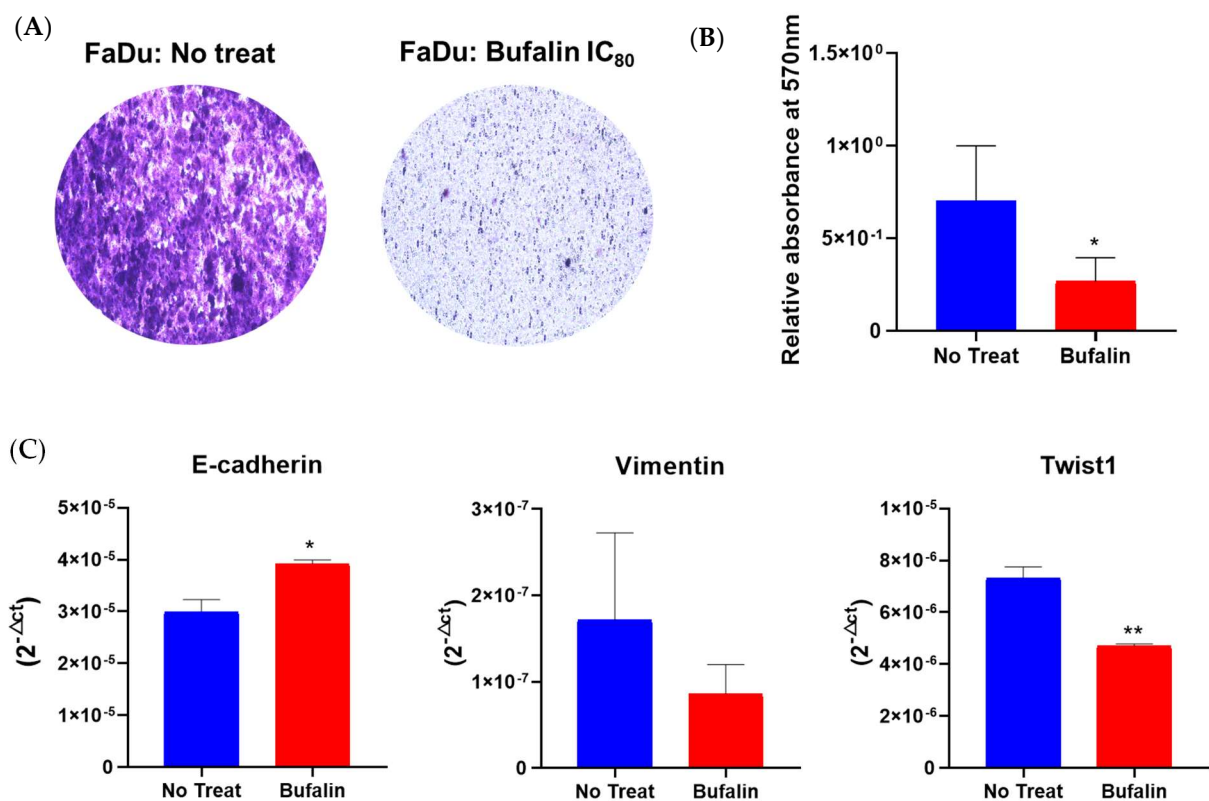 (A)
FaDu: No treat
FaDu: Bufalin IC80
(B)
Relative absorbance at 570nm
1.5×10⁰
1×10⁰
5×10⁻¹
0
*
No Treat
Bufalin
(C)
E-cadherin
(2⁻ᐃct)
5×10⁻⁵
4×10⁻⁵
3×10⁻⁵
2×10⁻⁵
1×10⁻⁵
0
*
No Treat
Bufalin
Vimentin
(2⁻ᐃct)
3×10⁻⁷
2×10⁻⁷
1×10⁻⁷
0
No Treat
Bufalin
Twist1
(2⁻ᐃct)
1×10⁻⁵
8×10⁻⁶
6×10⁻⁶
4×10⁻⁶
2×10⁻⁶
0
**
No Treat
Bufalin